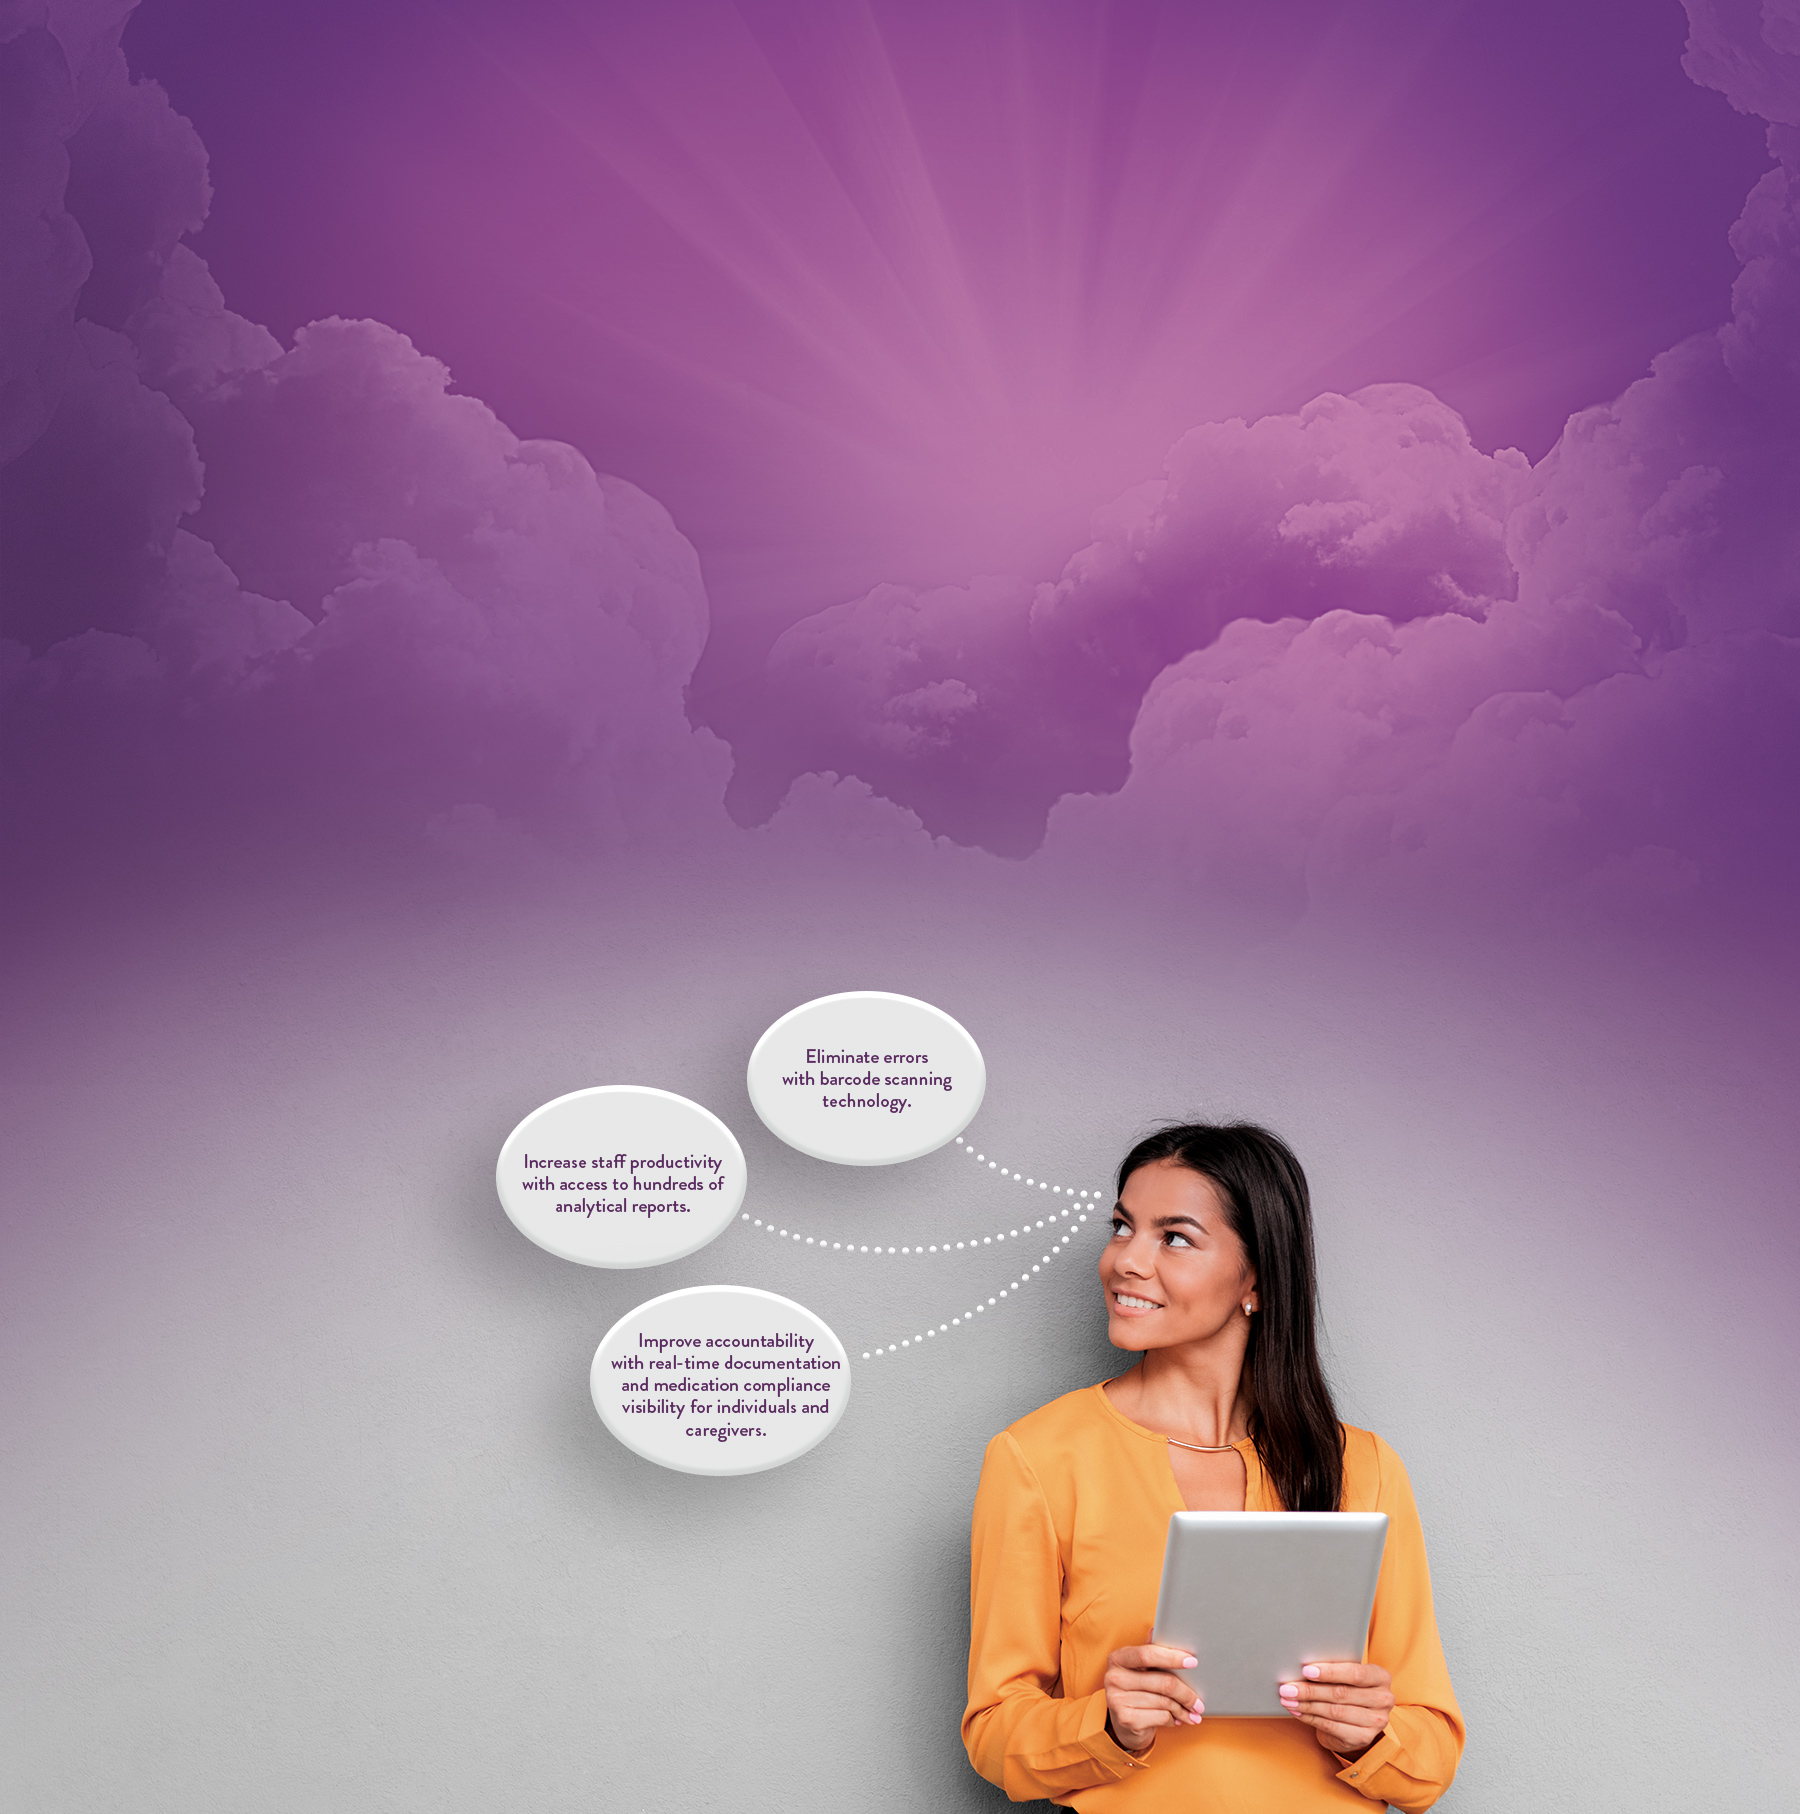 Eliminate errors
with barcode scanning
technology.
Increase staff productivity
with access to hundreds of
analytical reports.
Improve accountability
with real-time documentation
and medication compliance
visibility for individuals and
caregivers.